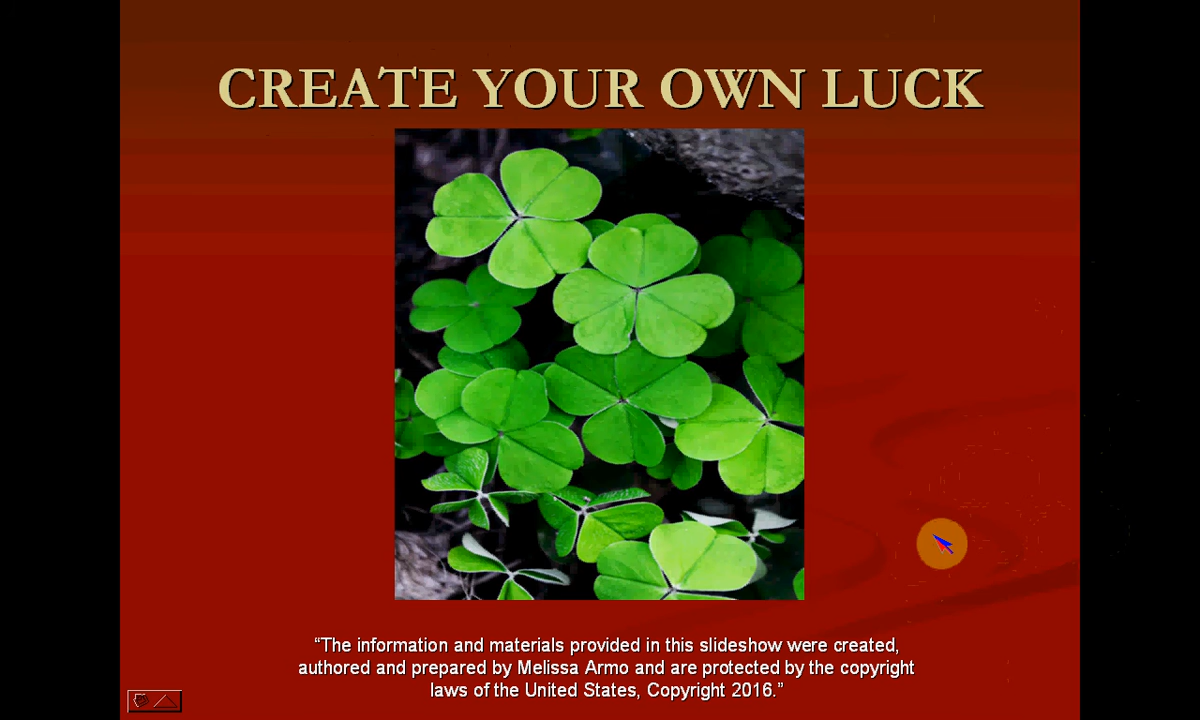 CREATE YOUR OWN LUCK
“The information and materials provided in this slideshow were created,
authored and prepared by Melissa Armo and are protected by the copyright
laws of the United States, Copyright 2016.”